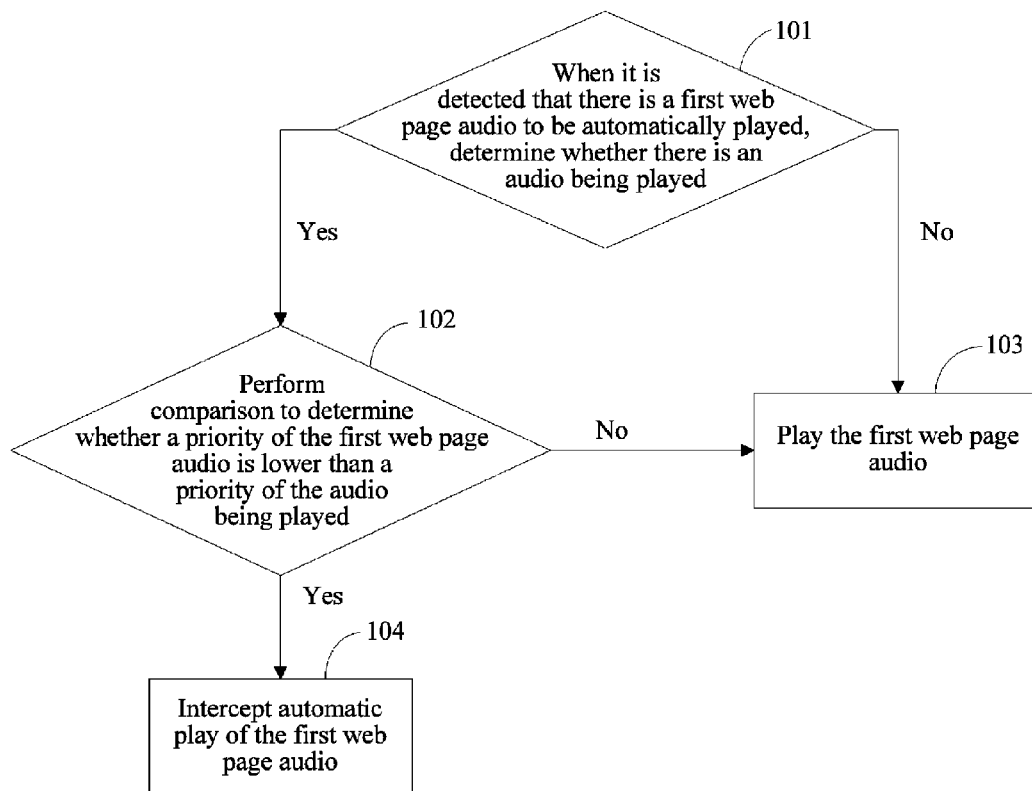 101
When it is
detected that there is a first web
page audio to be automatically played,
determine whether there is an
audio being played
Yes
No
102
Perform
comparison to determine
whether a priority of the first web page
audio is lower than a
priority of the audio
being played
No
103
Play the first web page
audio
Yes
104
Intercept automatic
play of the first web
page audio